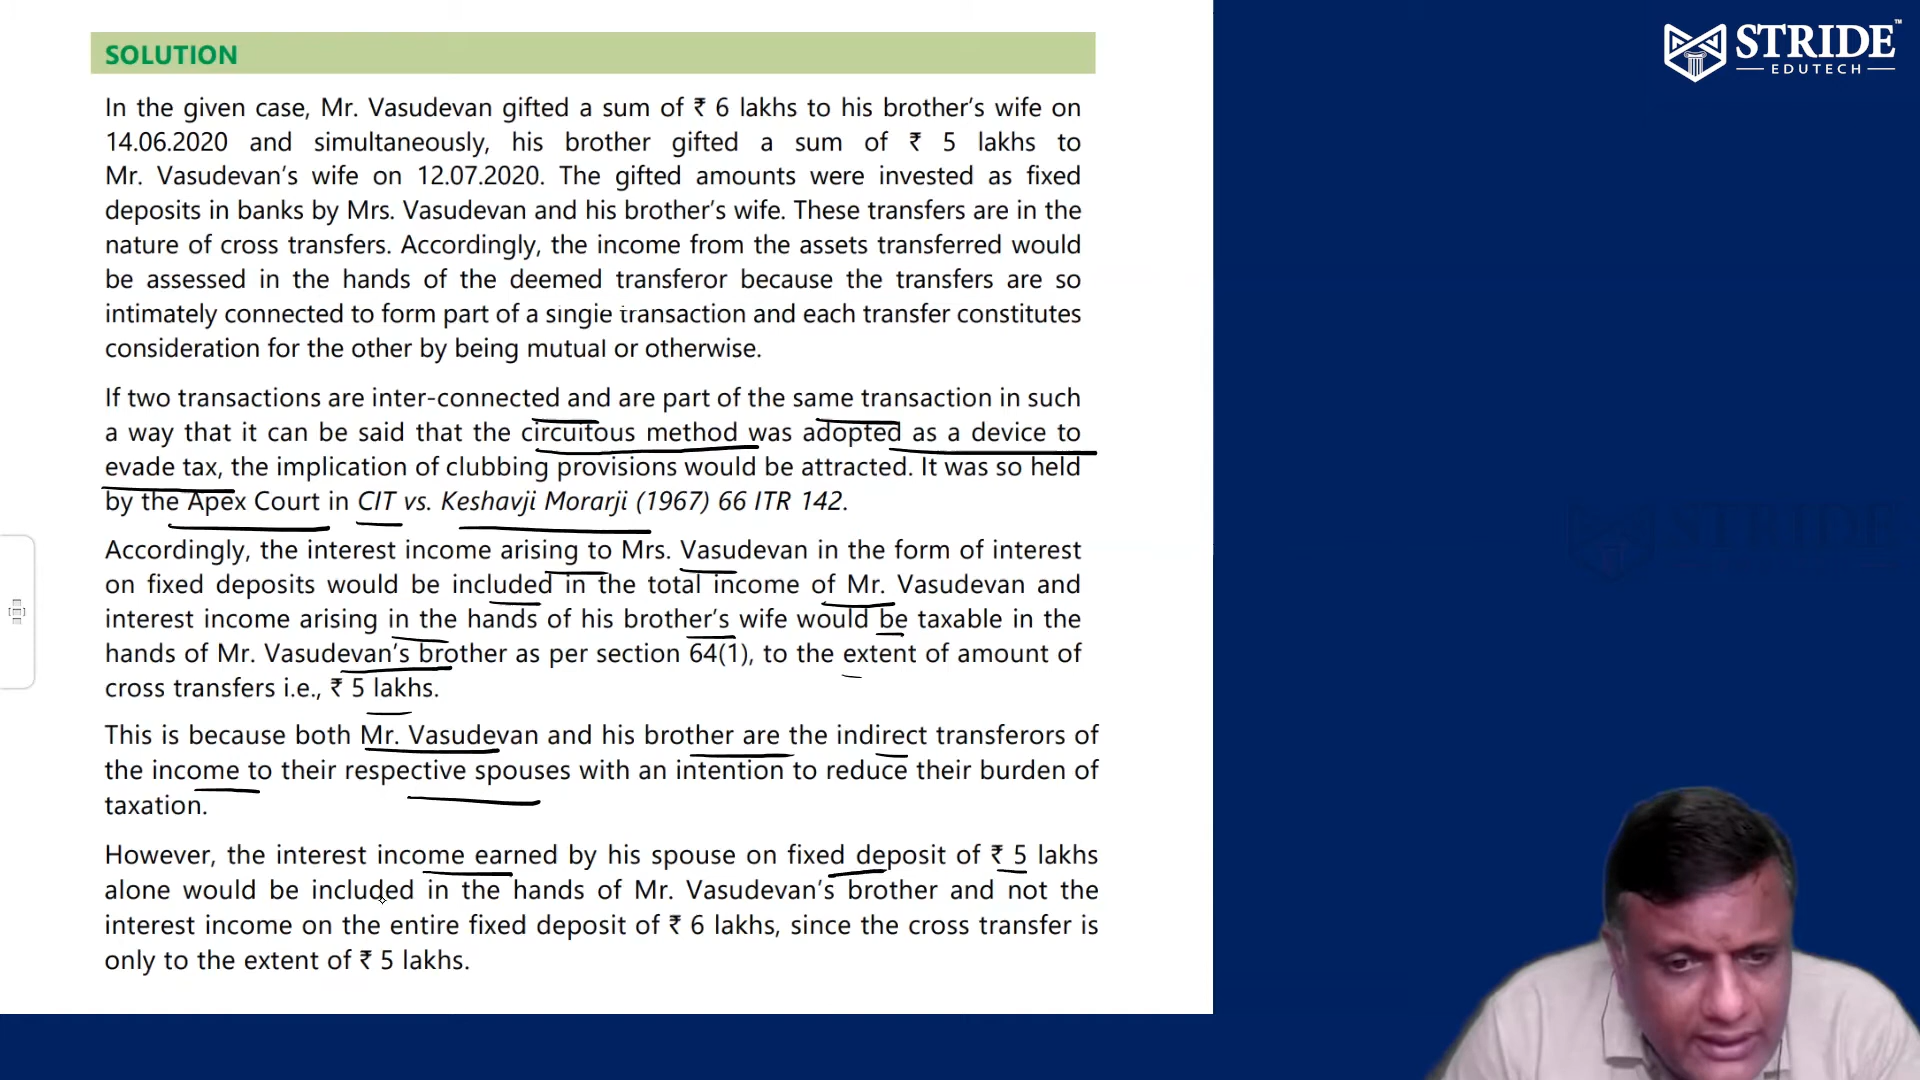 SOLUTION
In the given case, Mr. Vasudevan gifted a sum of ₹ 6 lakhs to his brother’s wife on
14.06.2020 and simultaneously, his brother gifted a sum of ₹ 5 lakhs to
Mr. Vasudevan’s wife on 12.07.2020. The gifted amounts were invested as fixed
deposits in banks by Mrs. Vasudevan and his brother’s wife. These transfers are in the
nature of cross transfers. Accordingly, the income from the assets transferred would
be assessed in the hands of the deemed transferor because the transfers are so
intimately connected to form part of a single transaction and each transfer constitutes
consideration for the other by being mutual or otherwise.
If two transactions are inter-connected and are part of the same transaction in such
a way that it can be said that the circuitous method was adopted as a device to
evade tax, the implication of clubbing provisions would be attracted. It was so held
by the Apex Court in CIT vs. Keshavji Morarji (1967) 66 ITR 142.
Accordingly, the interest income arising to Mrs. Vasudevan in the form of interest
on fixed deposits would be included in the total income of Mr. Vasudevan and
interest income arising in the hands of his brother’s wife would be taxable in the
hands of Mr. Vasudevan’s brother as per section 64(1), to the extent of amount of
cross transfers i.e., ₹ 5 lakhs.
This is because both Mr. Vasudevan and his brother are the indirect transferors of
the income to their respective spouses with an intention to reduce their burden of
taxation.
However, the interest income earned by his spouse on fixed deposit of ₹ 5 lakhs
alone would be included in the hands of Mr. Vasudevan’s brother and not the
interest income on the entire fixed deposit of ₹ 6 lakhs, since the cross transfer is
only to the extent of ₹ 5 lakhs.
STRIDE™
EDUTECH
STRIDE